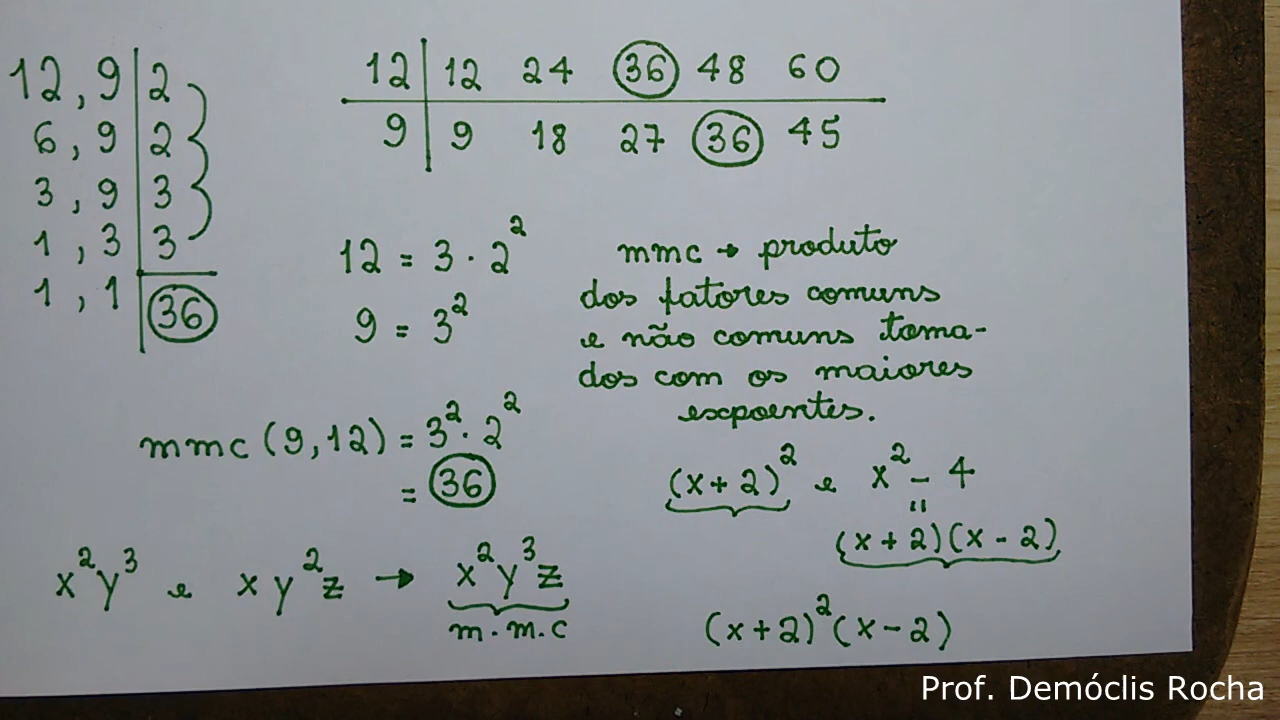 12, 9 | 2
6, 9 | 2
3, 9 | 3
1, 3 | 3
1, 1 | 36
12 | 12 24 36 48 60
9 | 9 18 27 36 45
12 = 3 · 2²
9 = 3²
mmc (9, 12) = 3² · 2²
= 36
mmc → produto
dos fatores comuns
e não comuns toma-
dos com os maiores
expoentes.
(x + 2)² e x² - 4
"
(x + 2)(x - 2)
(x + 2)²(x - 2)
x²y³ e xy²z → x²y³z
m.m.c
Prof. Demóclis Rocha